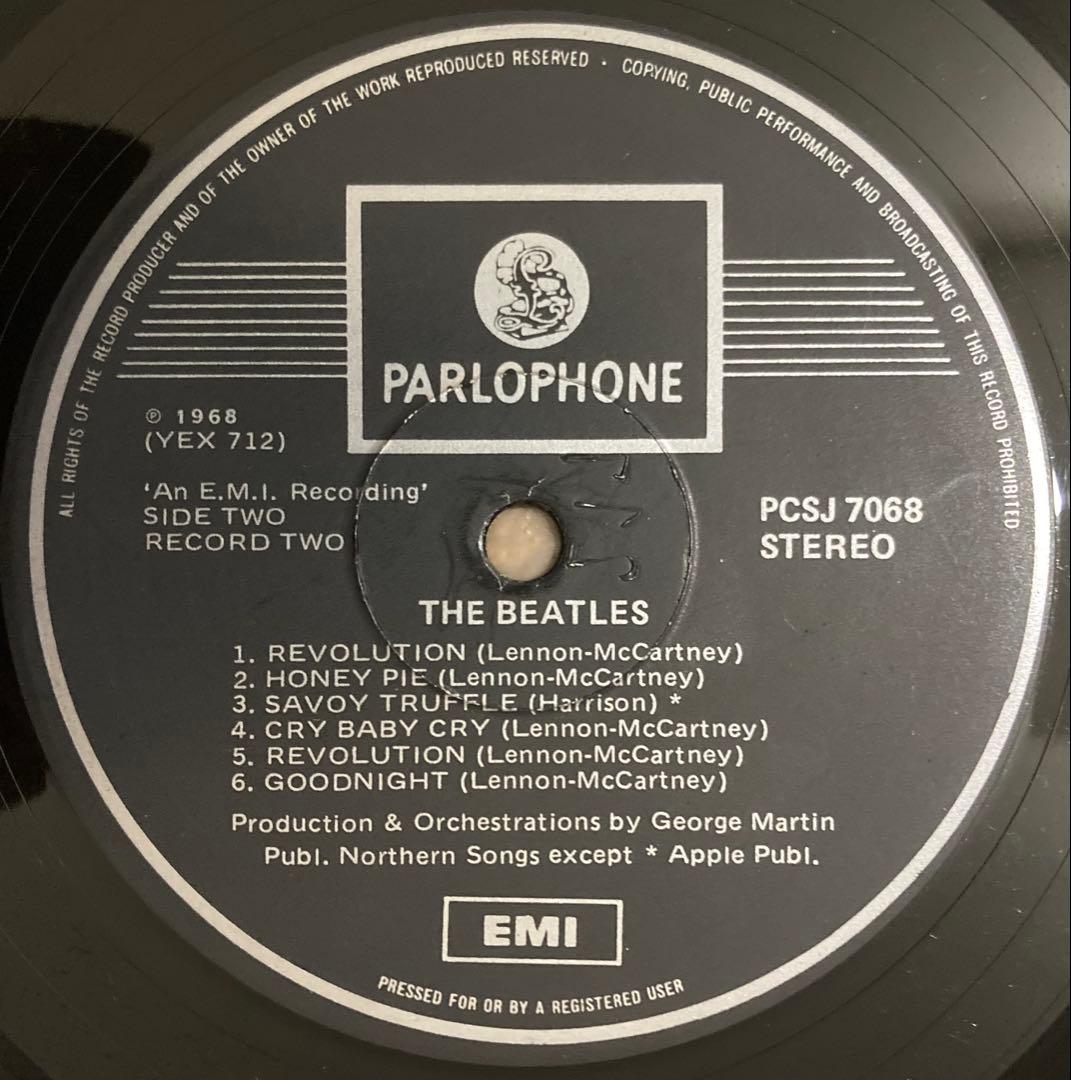 ALL RIGHTS OF THE RECORD PRODUCER AND OF THE OWNER OF THE WORK REPRODUCED RESERVED · COPYING, PUBLIC PERFORMANCE AND BROADCASTING OF THIS RECORD PROHIBITED
PARLOPHONE
℗ 1968
(YEX 712)
'An E.M.I. Recording'
SIDE TWO
RECORD TWO
PCSJ 7068
STEREO
THE BEATLES
1. REVOLUTION (Lennon-McCartney)
2. HONEY PIE (Lennon-McCartney)
3. SAVOY TRUFFLE (Harrison) *
4. CRY BABY CRY (Lennon-McCartney)
5. REVOLUTION (Lennon-McCartney)
6. GOODNIGHT (Lennon-McCartney)
Production & Orchestrations by George Martin
Publ. Northern Songs except * Apple Publ.
EMI
PRESSED FOR OR BY A REGISTERED USER